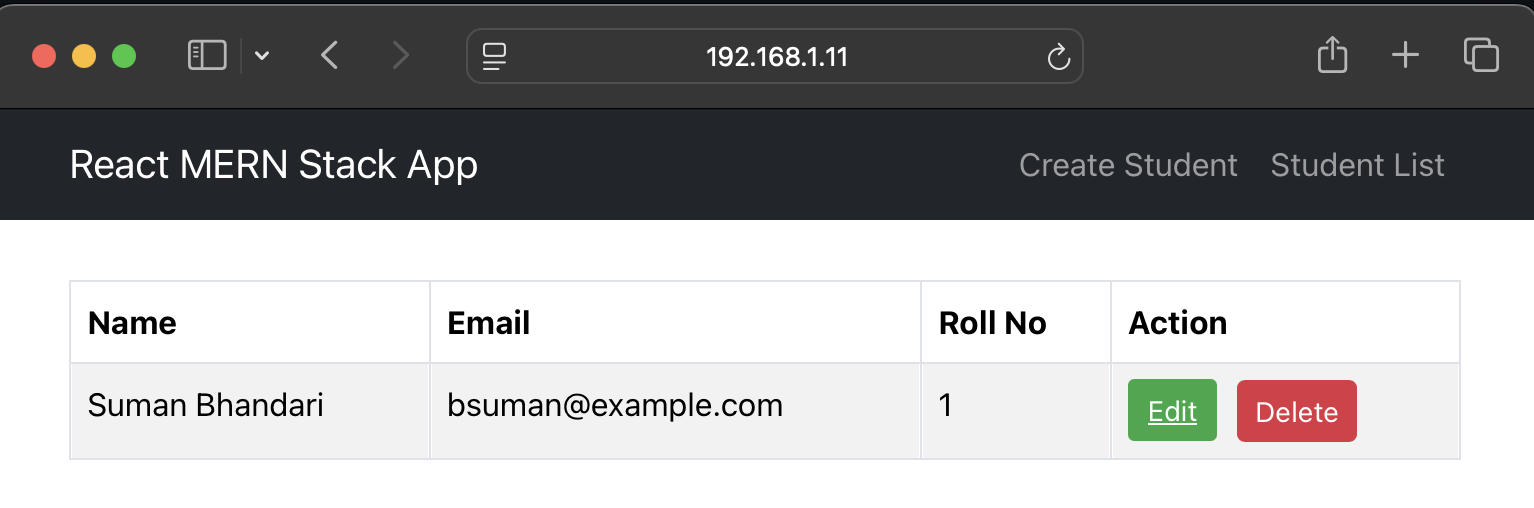 192.168.1.11
React MERN Stack App Create Student Student List
Name Email Roll No Action
Suman Bhandari bsuman@example.com 1 Edit Delete